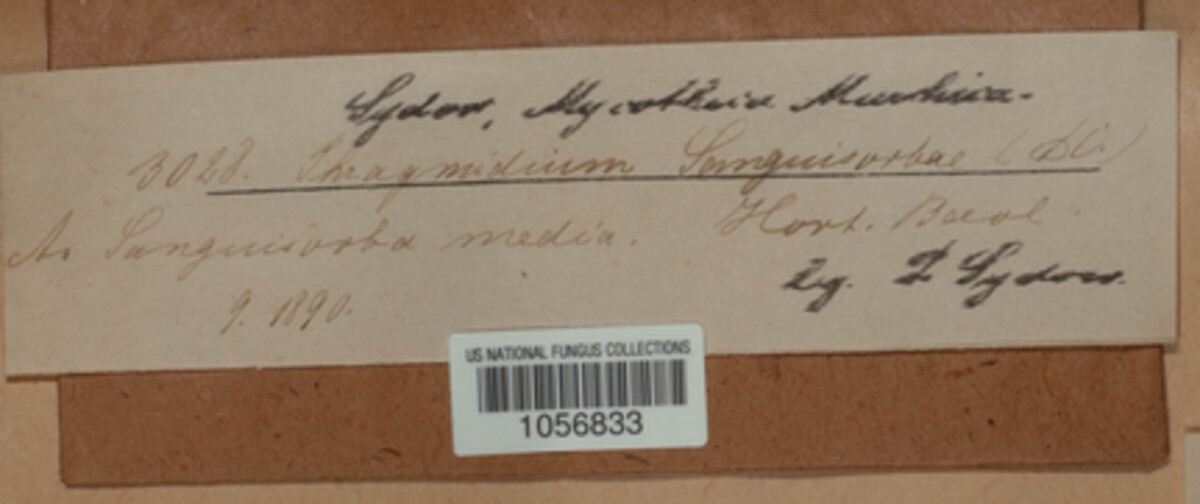 Sydow, Mycotheca Marchica.
3028. Phragmidium Sanguisorbae (DC.)
An Sanguisorba media. Hort. Berol.
9. 1890.
Lg. P. Sydow.
US NATIONAL FUNGUS COLLECTIONS
1056833